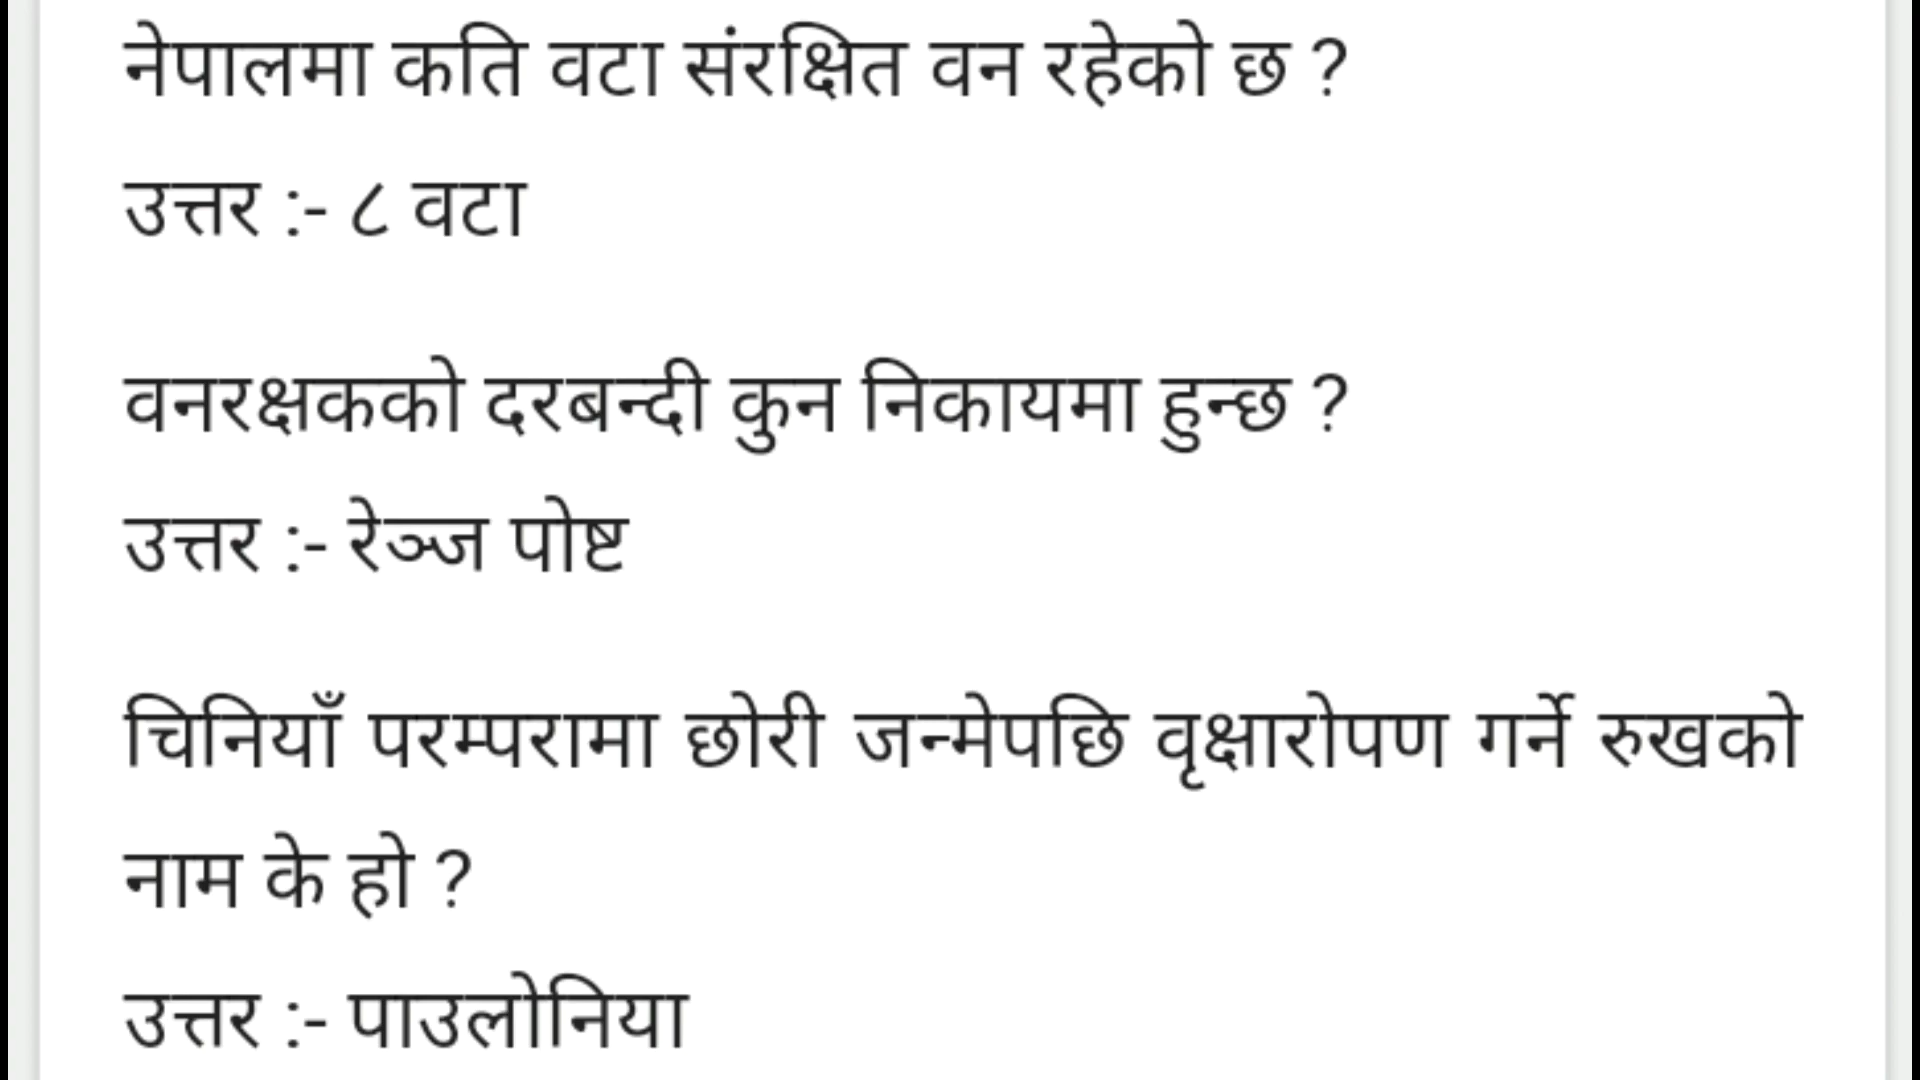 नेपालमा कति वटा संरक्षित वन रहेको छ ?
उत्तर :- ८ वटा
वनरक्षकको दरबन्दी कुन निकायमा हुन्छ ?
उत्तर :- रेञ्ज पोष्ट
चिनियाँ परम्परामा छोरी जन्मेपछि वृक्षारोपण गर्ने रुखको
नाम के हो ?
उत्तर :- पाउलोनिया